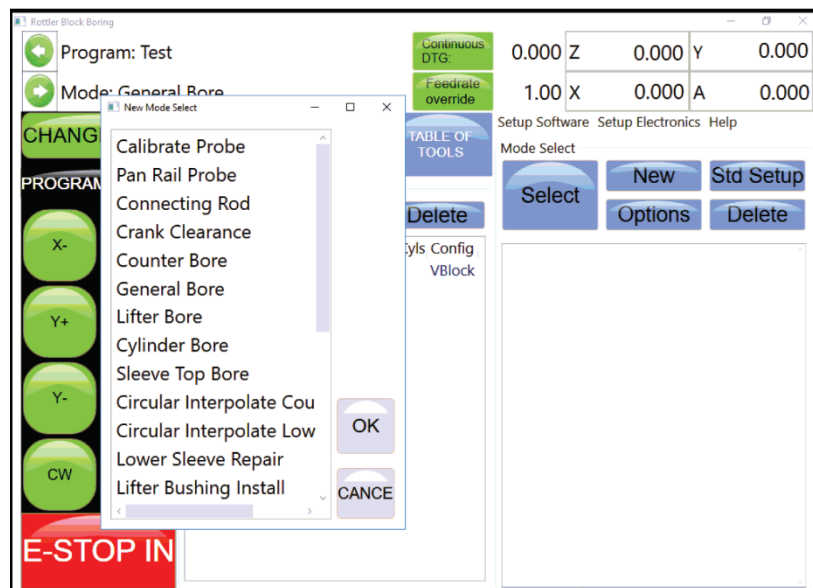 Rottler Block Boring
Program: Test
Continuous
DTG:
0.000 Z 0.000 Y 0.000
Mode: General Bore
Feedrate
override
1.00 X 0.000 A 0.000
New Mode Select
CHANG
TABLE OF
TOOLS
Setup Software Setup Electronics Help
Mode Select
PROGRAM
Select
New
Std Setup
Options
Delete
Delete
Cyls Config
VBlock
Calibrate Probe
Pan Rail Probe
Connecting Rod
Crank Clearance
Counter Bore
General Bore
Lifter Bore
Cylinder Bore
Sleeve Top Bore
Circular Interpolate Cou
Circular Interpolate Low
Lower Sleeve Repair
Lifter Bushing Install
OK
CANCE
X-
Y+
Y-
CW
E-STOP IN